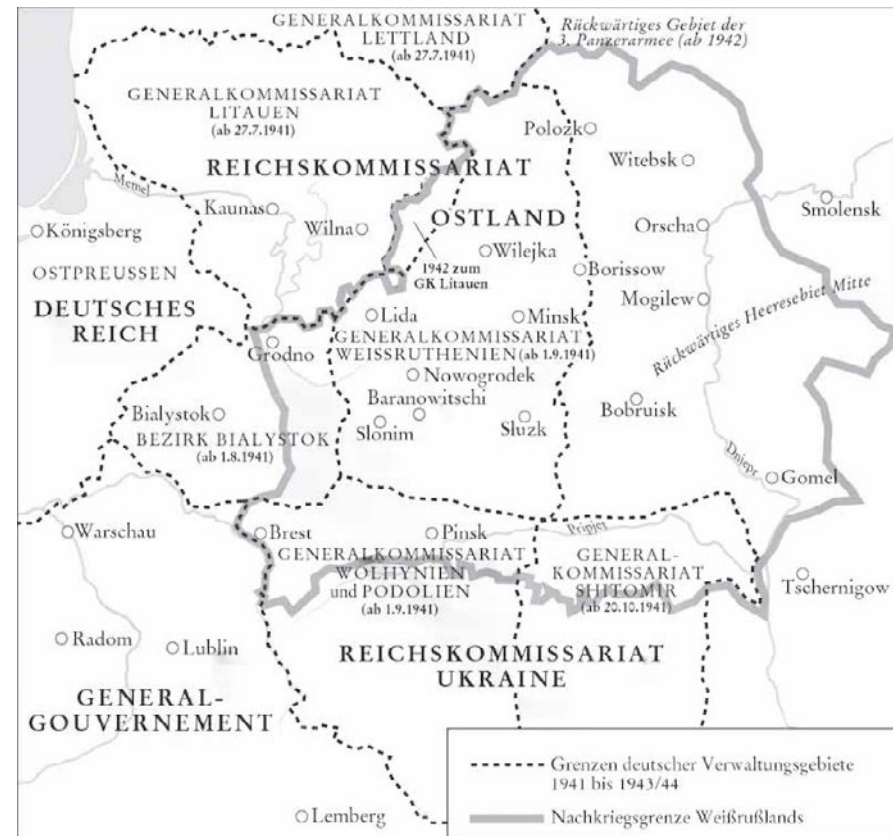 GENERALKOMMISSARIAT
LETTLAND
(ab 27.7.1941)
Rückwärtiges Gebiet der
3. Panzerarmee (ab 1942)
GENERALKOMMISSARIAT
LITAUEN
(ab 27.7.1941)
Polozk
Witebsk
REICHSKOMMISSARIAT
OSTLAND
Memel
Kaunas
Wilna
Smolensk
Orscha
Königsberg
Wilejka
1942 zum
GK Litauen
Borissow
OSTPREUSSEN
DEUTSCHES
REICH
Mogilew
Rückwärtiges Heeresebiet Mitte
Lida
Minsk
GENERALKOMMISSARIAT
WEISSRUTHENIEN (ab 1.9.1941)
Grodno
Nowogrodek
Baranowitschi
Slonim
Sluzk
Bobruisk
Bialystok
BEZIRK BIALYSTOK
(ab 1.8.1941)
Dnjepr
Gomel
Warschau
Brest
Pinsk
Pripjet
GENERALKOMMISSARIAT
WOLHYNIEN
und PODOLIEN
(ab 1.9.1941)
GENERAL-
KOMMISSARIAT
SHITOMIR
(ab 20.10.1941)
Tschernigow
Radom
Lublin
REICHSKOMMISSARIAT
UKRAINE
GENERAL-
GOUVERNEMENT
Lemberg
Grenzen deutscher Verwaltungsgebiete
1941 bis 1943/44
Nachkriegsgrenze Weißrußlands